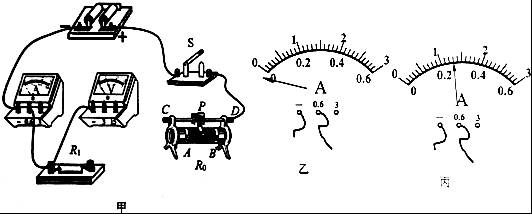 − +
S
A V
C P D
A B
R₀
R₁
甲
0 1 2 3
0 0.2 0.4 0.6
A
− 0.6 3
乙
0 1 2 3
0 0.2 0.4 0.6
A
− 0.6 3
丙